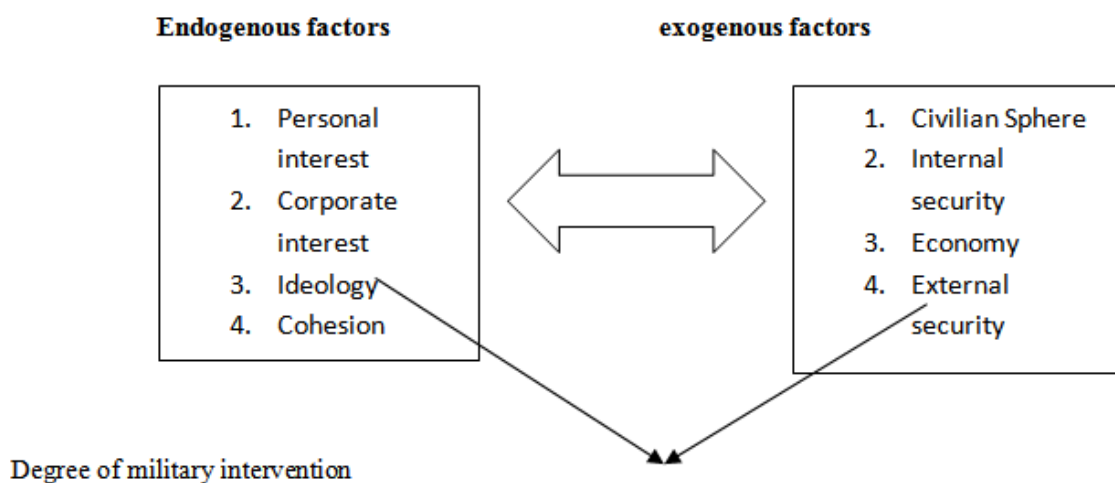 Endogenous factors
exogenous factors
1. Personal
interest
2. Corporate
interest
3. Ideology
4. Cohesion
1. Civilian Sphere
2. Internal
security
3. Economy
4. External
security
Degree of military intervention